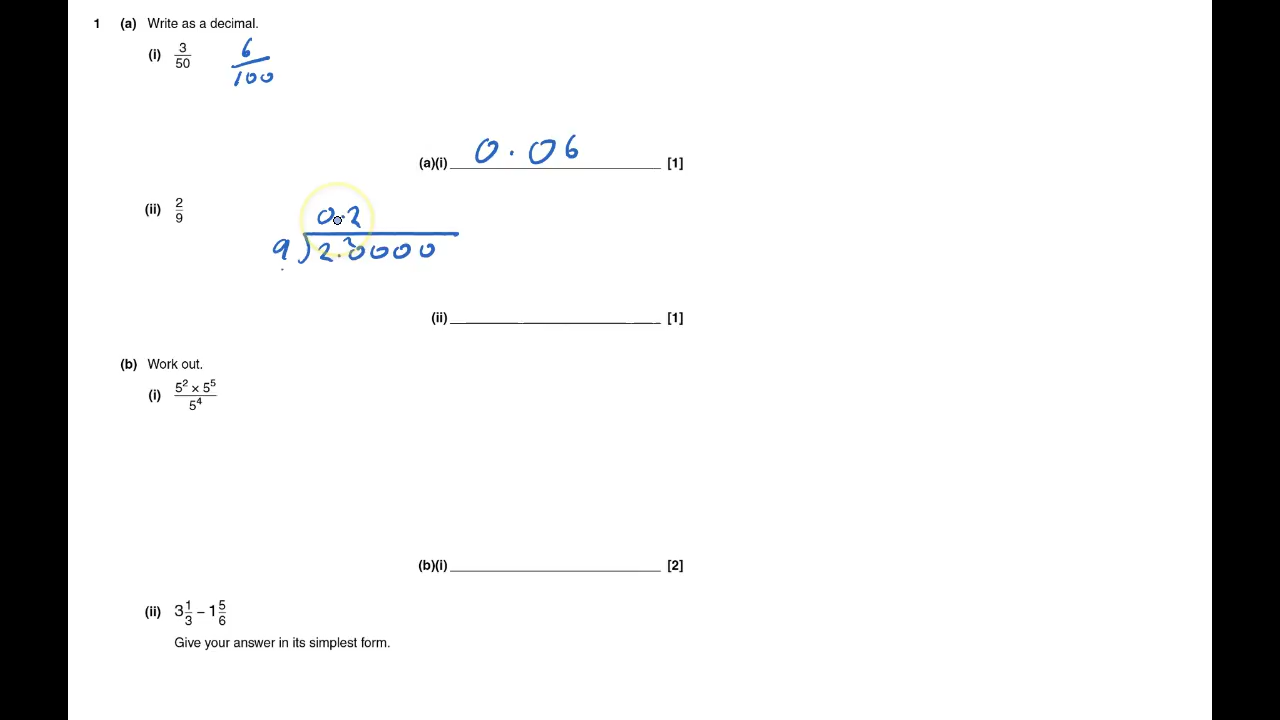 1 (a) Write as a decimal.
(i) 3/50 6/100
(a)(i) 0.06 [1]
(ii) 2/9
0.2
9)2.²0000
(ii) [1]
(b) Work out.
(i) 5² × 5⁵ / 5⁴
(b)(i) [2]
(ii) 3 1/3 – 1 5/6
Give your answer in its simplest form.